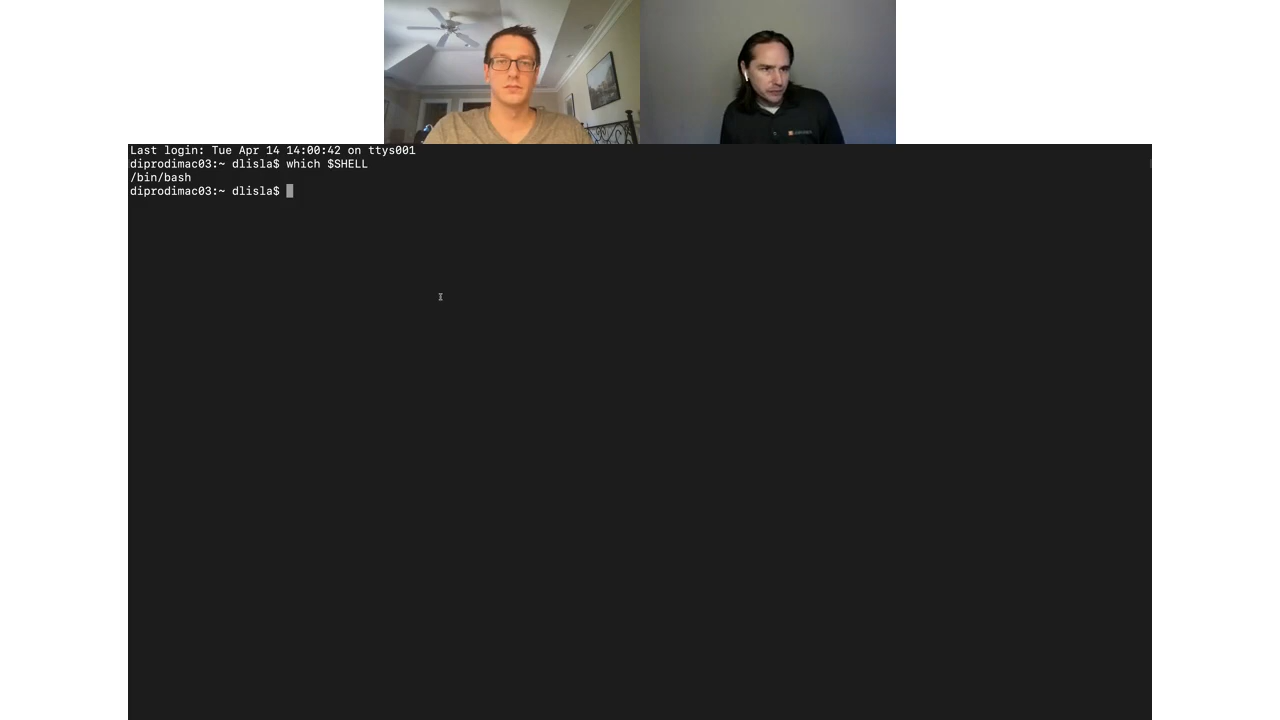 Last login: Tue Apr 14 14:00:42 on ttys001
diprodimac03:~ dlisla$ which $SHELL
/bin/bash
diprodimac03:~ dlisla$